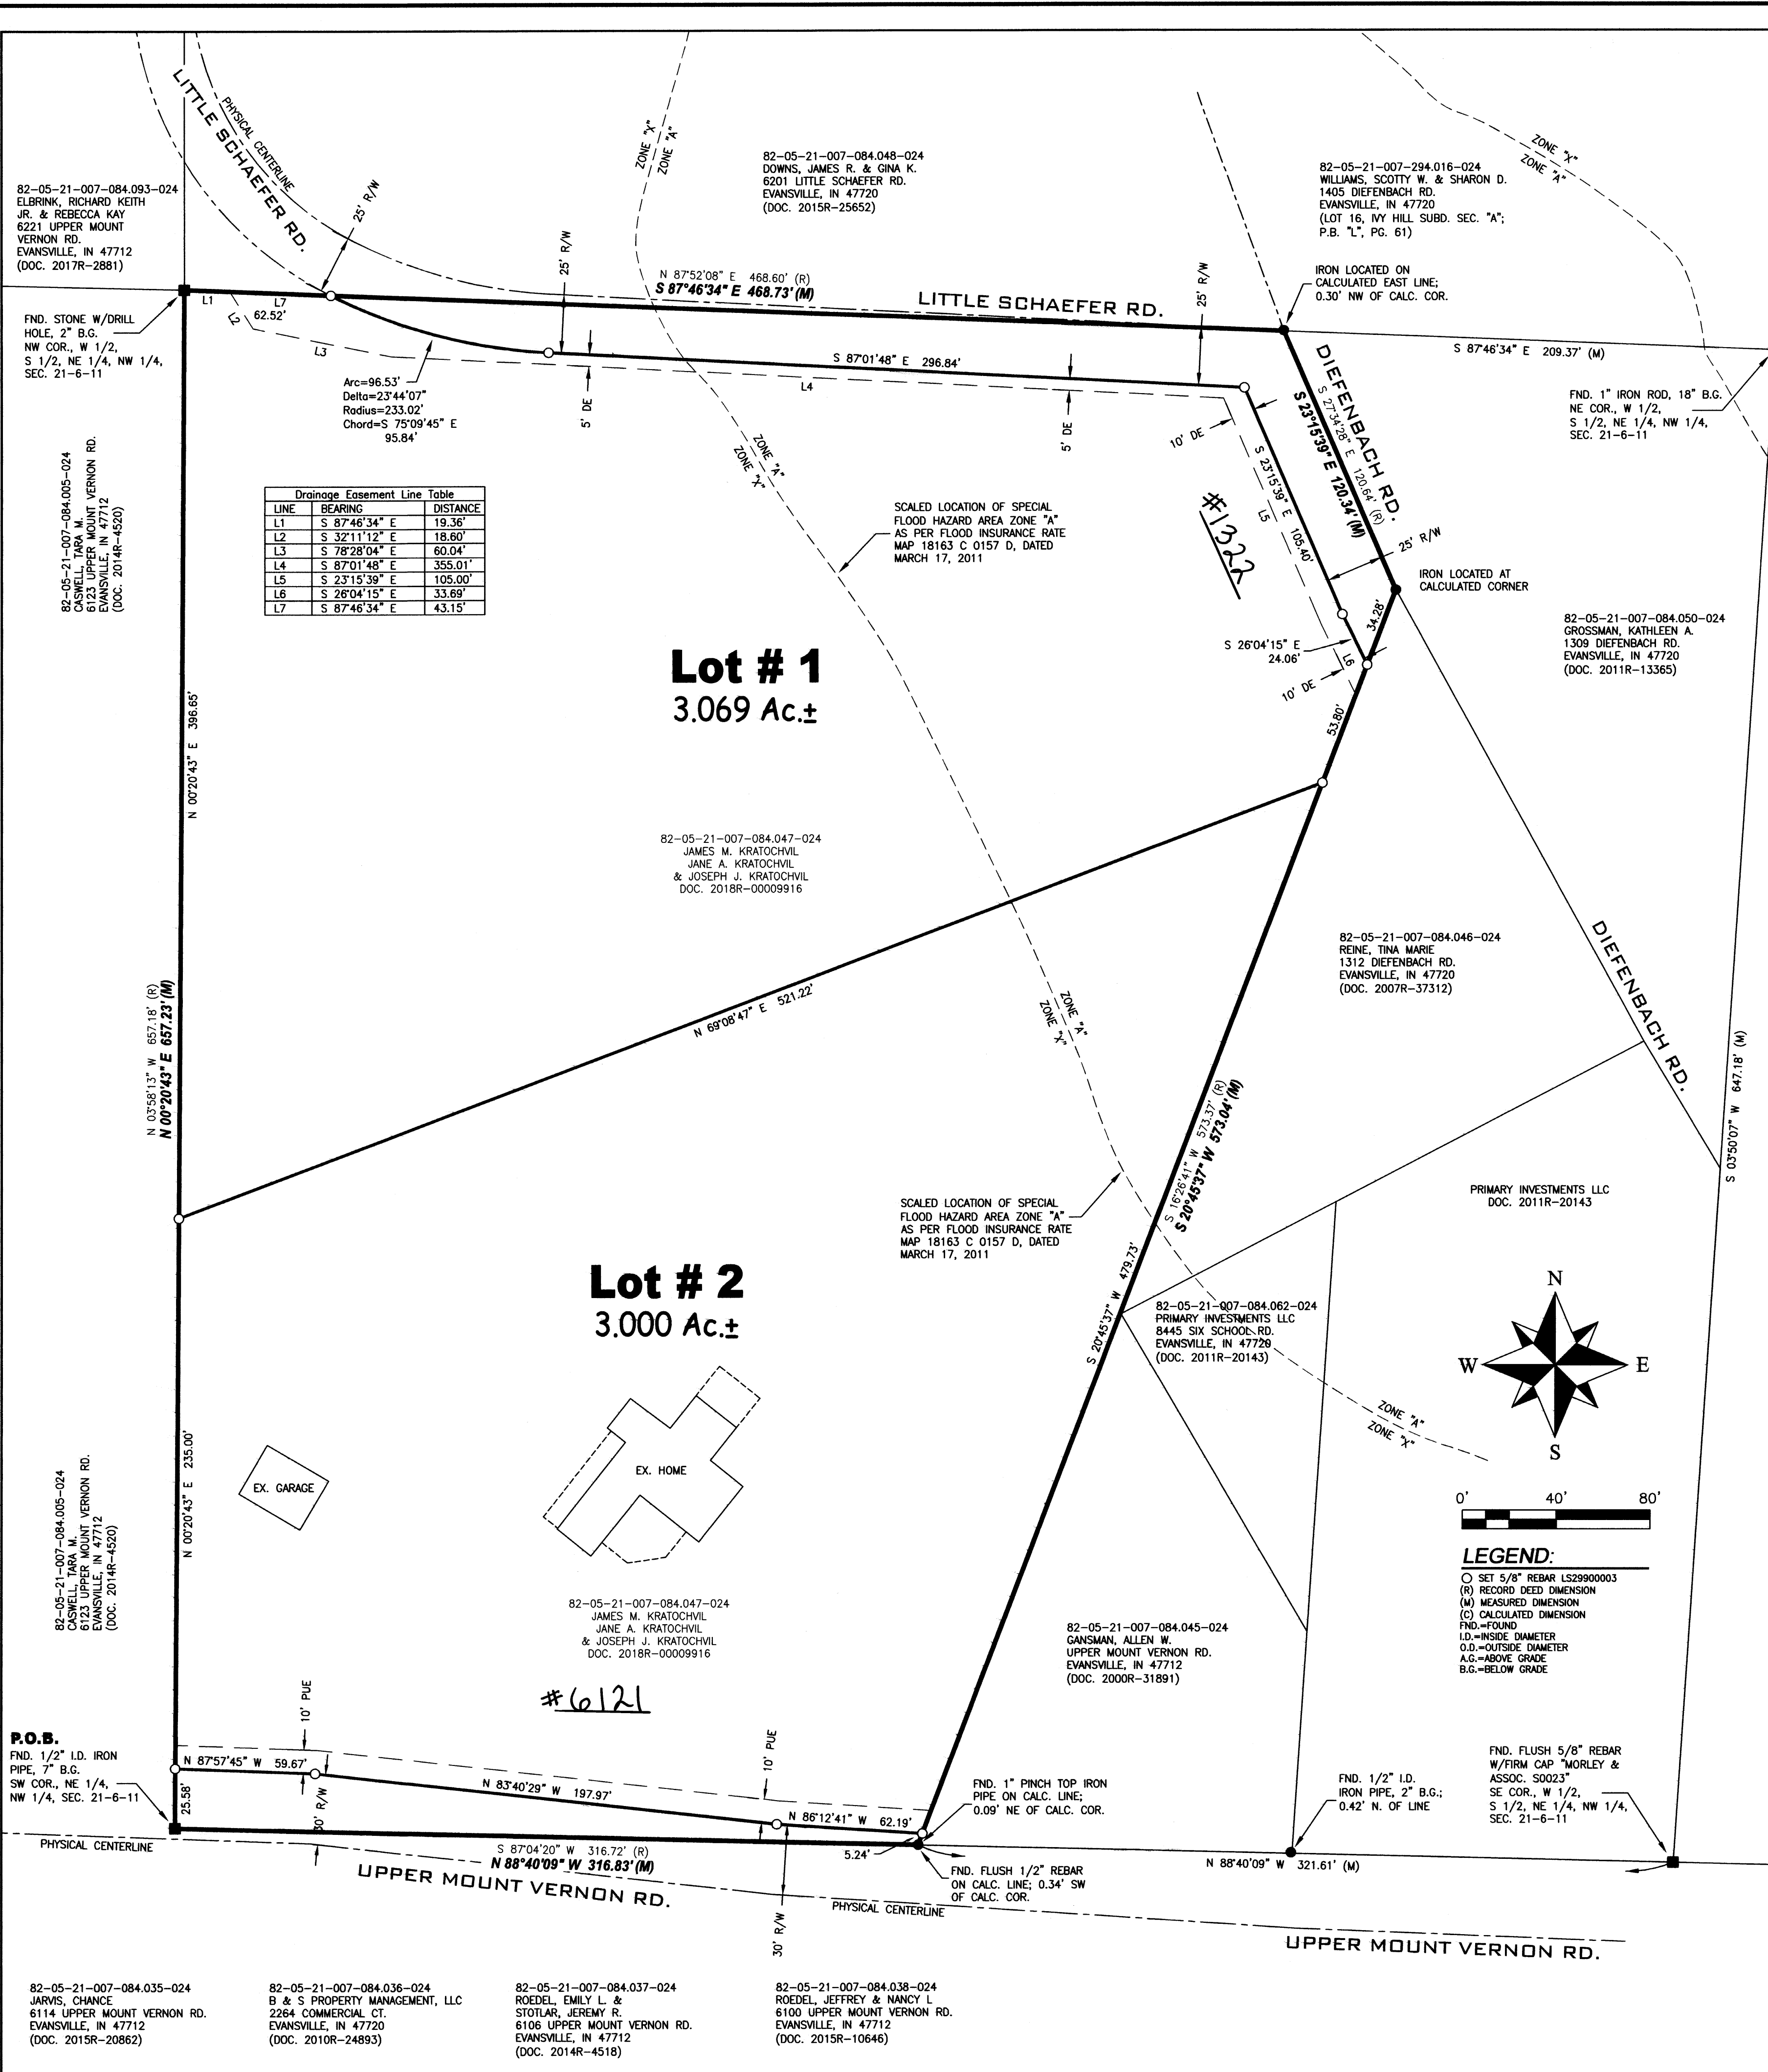 LITTLE SCHAEFER RD.
PHYSICAL CENTERLINE
25' R/W
82-05-21-007-084.093-024
ELBRINK, RICHARD KEITH
JR. & REBECCA KAY
6221 UPPER MOUNT
VERNON RD.
EVANSVILLE, IN 47712
(DOC. 2017R-2881)
ZONE "X"
ZONE "A"
82-05-21-007-084.048-024
DOWNS, JAMES R. & GINA K.
6201 LITTLE SCHAEFER RD.
EVANSVILLE, IN 47720
(DOC. 2015R-25652)
82-05-21-007-294.016-024
WILLIAMS, SCOTTY W. & SHARON D.
1405 DIEFENBACH RD.
EVANSVILLE, IN 47720
(LOT 16, IVY HILL SUBD. SEC. "A";
P.B. "L", PG. 61)
ZONE "X"
ZONE "A"
IRON LOCATED ON
CALCULATED EAST LINE;
0.30' NW OF CALC. COR.
25' R/W
25' R/W
N 87°52'08" E 468.60' (R)
S 87°46'34" E 468.73' (M)
LITTLE SCHAEFER RD.
FND. STONE W/DRILL
HOLE, 2" B.G.
NW COR., W 1/2,
S 1/2, NE 1/4, NW 1/4,
SEC. 21-6-11
L1
L7
62.52'
L2
L3
Arc=96.53'
Delta=23°44'07"
Radius=233.02'
Chord=S 75°09'45" E
95.84'
5' DE
S 87°01'48" E 296.84'
L4
5' DE
10' DE
DIEFENBACH RD.
S 27°34'28" E 120.64' (R)
S 23°15'39" E 120.34' (M)
S 23°15'39" E 105.40'
L5
25' R/W
S 87°46'34" E 209.37' (M)
FND. 1" IRON ROD, 18" B.G.
NE COR., W 1/2,
S 1/2, NE 1/4, NW 1/4,
SEC. 21-6-11
82-05-21-007-084.005-024
CASWELL, TARA M.
6123 UPPER MOUNT VERNON RD.
EVANSVILLE, IN 47712
(DOC. 2014R-4520)
Drainage Easement Line Table
LINE BEARING DISTANCE
L1 S 87°46'34" E 19.36'
L2 S 32°11'12" E 18.60'
L3 S 78°28'04" E 60.04'
L4 S 87°01'48" E 355.01'
L5 S 23°15'39" E 105.00'
L6 S 26°04'15" E 33.69'
L7 S 87°46'34" E 43.15'
ZONE "A"
ZONE "X"
SCALED LOCATION OF SPECIAL
FLOOD HAZARD AREA ZONE "A"
AS PER FLOOD INSURANCE RATE
MAP 18163 C 0157 D, DATED
MARCH 17, 2011
#1322
IRON LOCATED AT
CALCULATED CORNER
34.28'
S 26°04'15" E
24.06'
L6
10' DE
53.80'
82-05-21-007-084.050-024
GROSSMAN, KATHLEEN A.
1309 DIEFENBACH RD.
EVANSVILLE, IN 47720
(DOC. 2011R-13365)
Lot # 1
3.069 Ac.±
N 00°20'43" E 396.65'
82-05-21-007-084.047-024
JAMES M. KRATOCHVIL
JANE A. KRATOCHVIL
& JOSEPH J. KRATOCHVIL
DOC. 2018R-00009916
82-05-21-007-084.046-024
REINE, TINA MARIE
1312 DIEFENBACH RD.
EVANSVILLE, IN 47720
(DOC. 2007R-37312)
DIEFENBACH RD.
N 69°08'47" E 521.22'
ZONE "A"
ZONE "X"
N 03°58'13" W 657.18' (R)
N 00°20'43" E 657.23' (M)
S 16°26'41" W 573.37' (R)
S 20°45'37" W 573.04' (M)
S 03°50'07" W 647.18' (M)
SCALED LOCATION OF SPECIAL
FLOOD HAZARD AREA ZONE "A"
AS PER FLOOD INSURANCE RATE
MAP 18163 C 0157 D, DATED
MARCH 17, 2011
PRIMARY INVESTMENTS LLC
DOC. 2011R-20143
S 20°45'37" W 479.73'
Lot # 2
3.000 Ac.±
82-05-21-007-084.062-024
PRIMARY INVESTMENTS LLC
8445 SIX SCHOOL RD.
EVANSVILLE, IN 47720
(DOC. 2011R-20143)
ZONE "A"
ZONE "X"
N
W
E
S
0' 40' 80'
EX. GARAGE
EX. HOME
N 00°20'43" E 235.00'
82-05-21-007-084.005-024
CASWELL, TARA M.
6123 UPPER MOUNT VERNON RD.
EVANSVILLE, IN 47712
(DOC. 2014R-4520)
LEGEND:
SET 5/8" REBAR LS29900003
(R) RECORD DEED DIMENSION
(M) MEASURED DIMENSION
(C) CALCULATED DIMENSION
FND.=FOUND
I.D.=INSIDE DIAMETER
O.D.=OUTSIDE DIAMETER
A.G.=ABOVE GRADE
B.G.=BELOW GRADE
82-05-21-007-084.047-024
JAMES M. KRATOCHVIL
JANE A. KRATOCHVIL
& JOSEPH J. KRATOCHVIL
DOC. 2018R-00009916
#6121
82-05-21-007-084.045-024
GANSMAN, ALLEN W.
UPPER MOUNT VERNON RD.
EVANSVILLE, IN 47712
(DOC. 2000R-31891)
P.O.B.
FND. 1/2" I.D. IRON
PIPE, 7" B.G.
SW COR., NE 1/4,
NW 1/4, SEC. 21-6-11
10' PUE
N 87°57'45" W 59.67'
25.58'
30' R/W
N 83°40'29" W 197.97'
10' PUE
N 86°12'41" W 62.19'
5.24'
FND. 1" PINCH TOP IRON
PIPE ON CALC. LINE;
0.09' NE OF CALC. COR.
FND. 1/2" I.D.
IRON PIPE, 2" B.G.;
0.42' N. OF LINE
FND. FLUSH 5/8" REBAR
W/FIRM CAP "MORLEY &
ASSOC. S0023"
SE COR., W 1/2,
S 1/2, NE 1/4, NW 1/4,
SEC. 21-6-11
PHYSICAL CENTERLINE
S 87°04'20" W 316.72' (R)
N 88°40'09" W 316.83' (M)
UPPER MOUNT VERNON RD.
FND. FLUSH 1/2" REBAR
ON CALC. LINE; 0.34' SW
OF CALC. COR.
N 88°40'09" W 321.61' (M)
30' R/W
PHYSICAL CENTERLINE
UPPER MOUNT VERNON RD.
82-05-21-007-084.035-024
JARVIS, CHANCE
6114 UPPER MOUNT VERNON RD.
EVANSVILLE, IN 47712
(DOC. 2015R-20862)
82-05-21-007-084.036-024
B & S PROPERTY MANAGEMENT, LLC
2264 COMMERCIAL CT.
EVANSVILLE, IN 47720
(DOC. 2010R-24893)
82-05-21-007-084.037-024
ROEDEL, EMILY L. &
STOTLAR, JEREMY R.
6106 UPPER MOUNT VERNON RD.
EVANSVILLE, IN 47712
(DOC. 2014R-4518)
82-05-21-007-084.038-024
ROEDEL, JEFFREY & NANCY L
6100 UPPER MOUNT VERNON RD.
EVANSVILLE, IN 47712
(DOC. 2015R-10646)